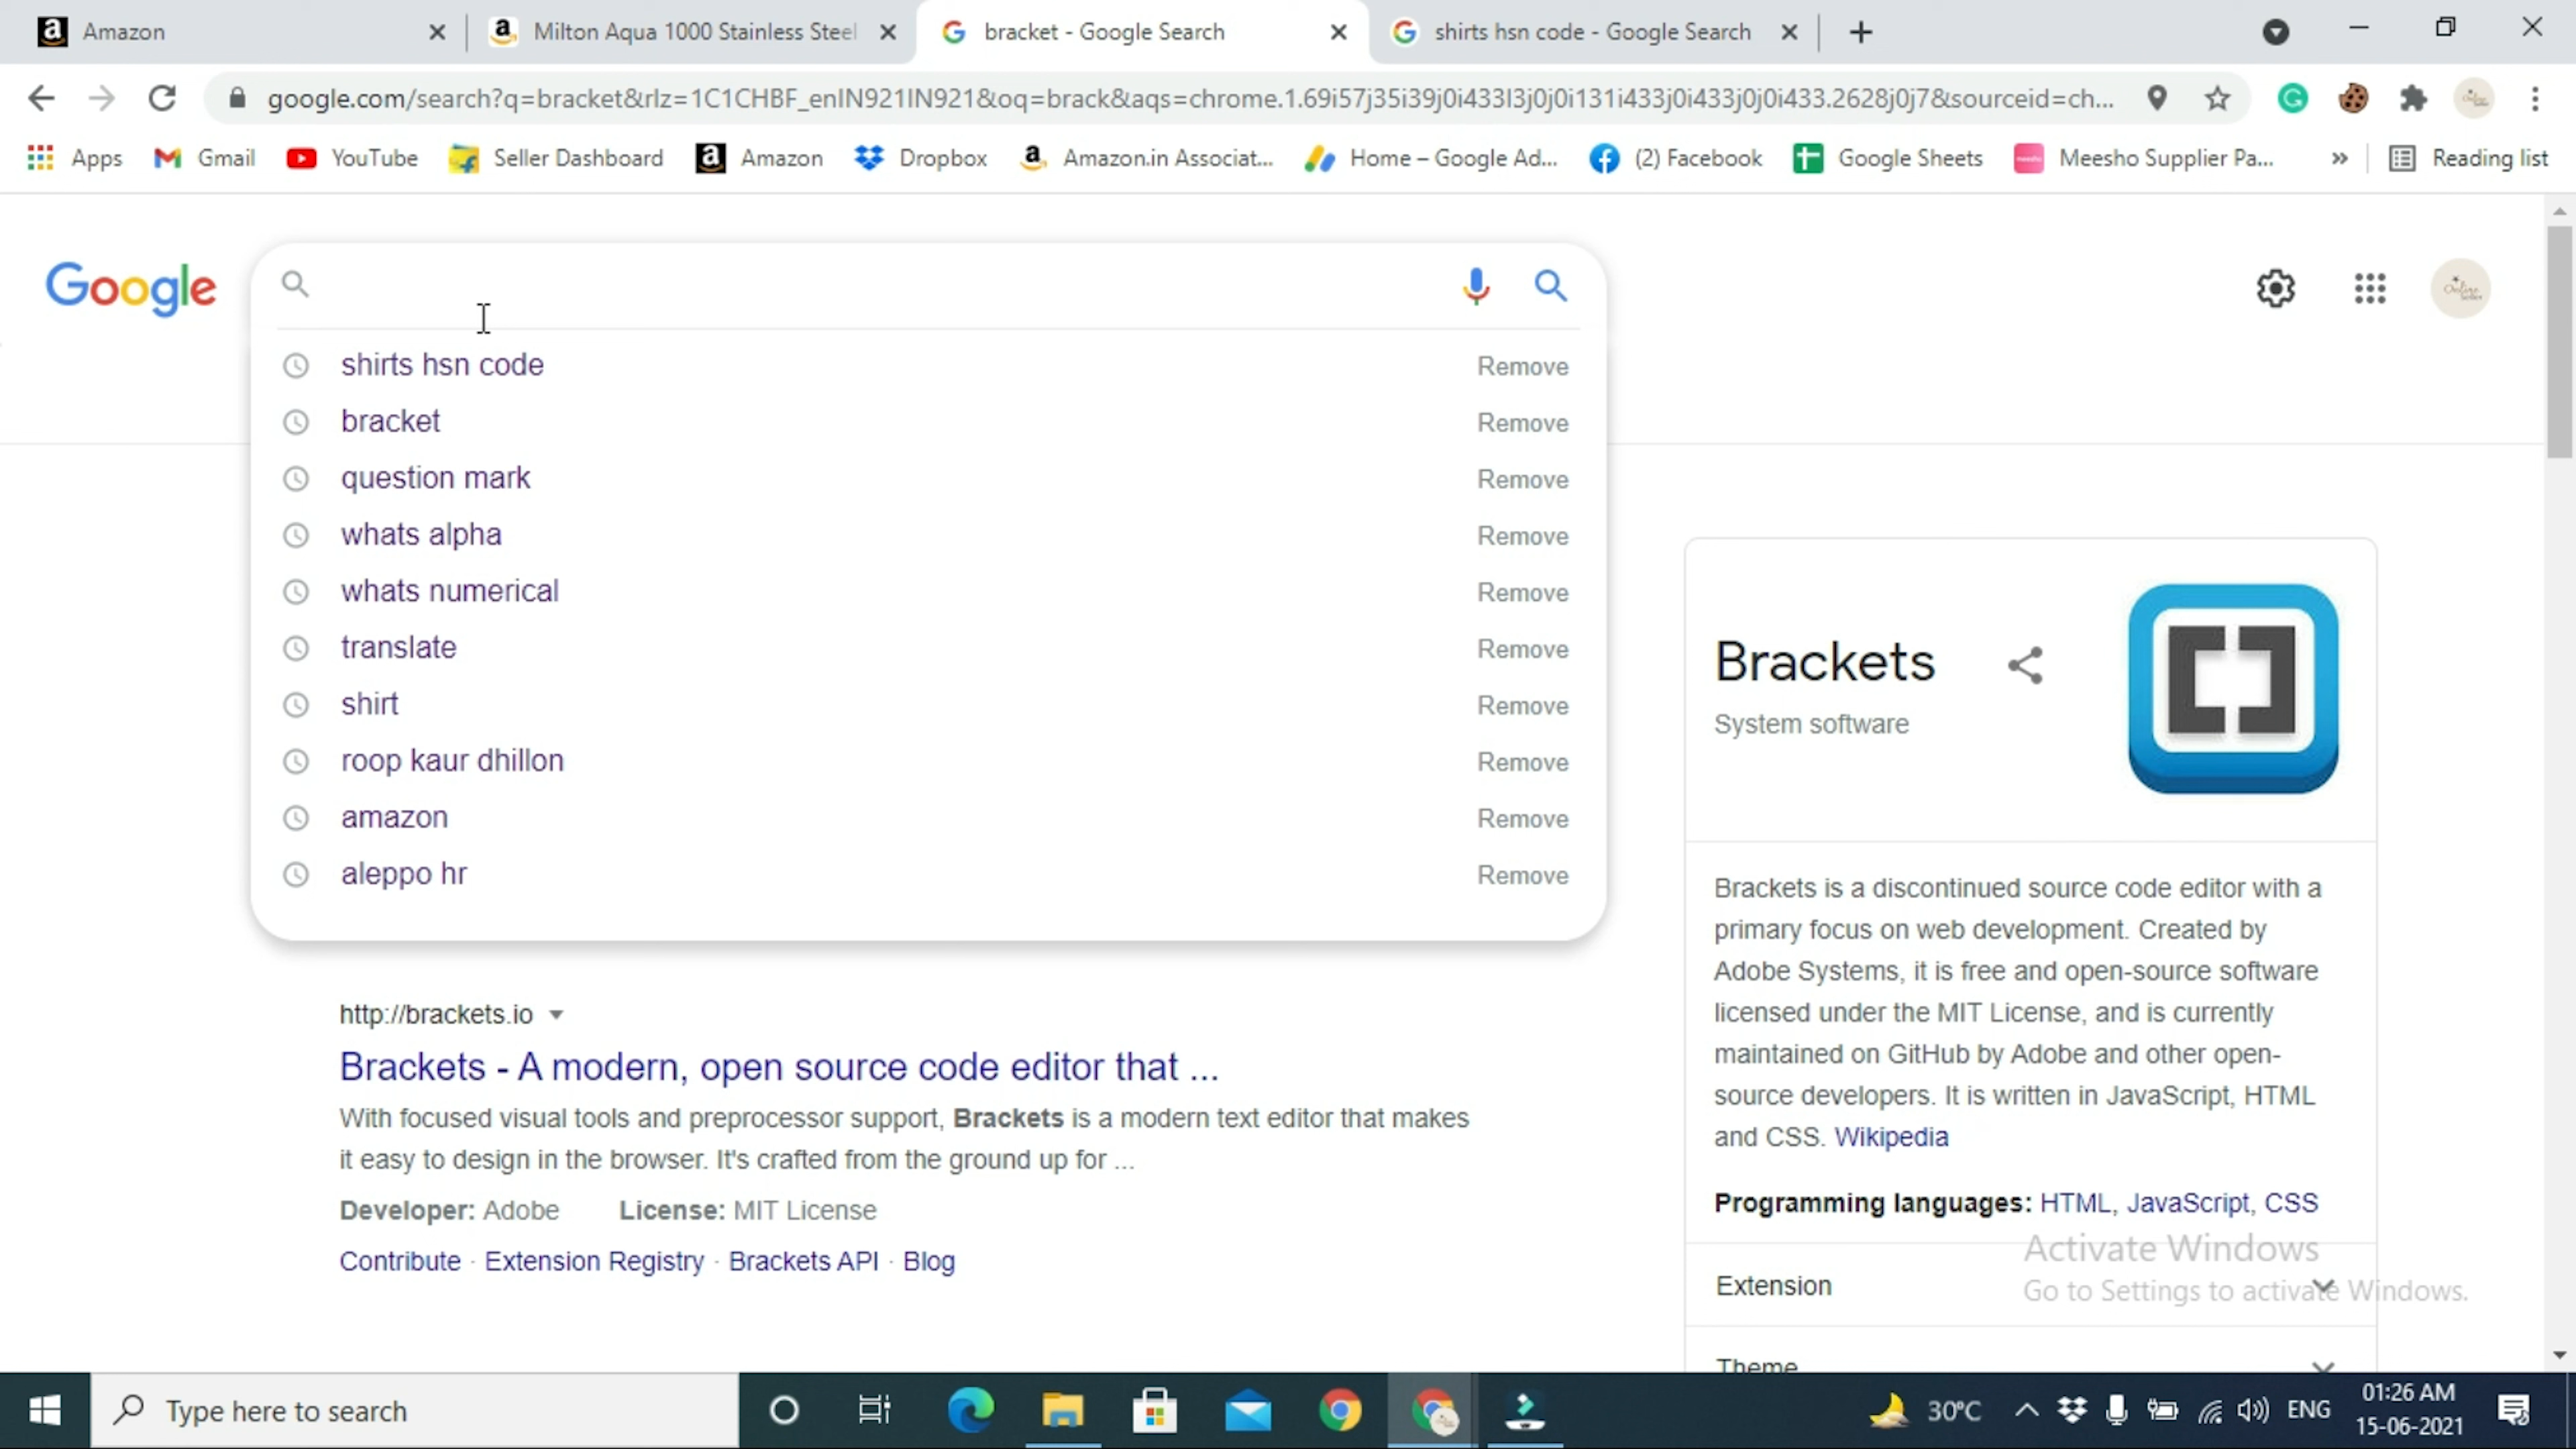 Amazon
Milton Aqua 1000 Stainless Steel
bracket - Google Search
shirts hsn code - Google Search
google.com/search?q=bracket&rlz=1C1CHBF_enIN921IN921&oq=brack&aqs=chrome.1.69i57j35i39j0i433l3j0j0i131i433j0i433j0j0i433.2628j0j7&sourceid=ch...
Apps
Gmail
YouTube
Seller Dashboard
Amazon
Dropbox
Amazon.in Associat...
Home – Google Ad...
(2) Facebook
Google Sheets
Meesho Supplier Pa...
»
Reading list
Google
shirts hsn code Remove
bracket Remove
question mark Remove
whats alpha Remove
whats numerical Remove
translate Remove
shirt Remove
roop kaur dhillon Remove
amazon Remove
aleppo hr Remove
http://brackets.io
Brackets - A modern, open source code editor that ...
With focused visual tools and preprocessor support, Brackets is a modern text editor that makes
it easy to design in the browser. It's crafted from the ground up for ...
Developer: Adobe License: MIT License
Contribute · Extension Registry · Brackets API · Blog
Brackets
System software
Brackets is a discontinued source code editor with a
primary focus on web development. Created by
Adobe Systems, it is free and open-source software
licensed under the MIT License, and is currently
maintained on GitHub by Adobe and other open-
source developers. It is written in JavaScript, HTML
and CSS. Wikipedia
Programming languages: HTML, JavaScript, CSS
Activate Windows
Extension
Go to Settings to activate Windows.
Theme
Type here to search
30°C
ENG
01:26 AM
15-06-2021